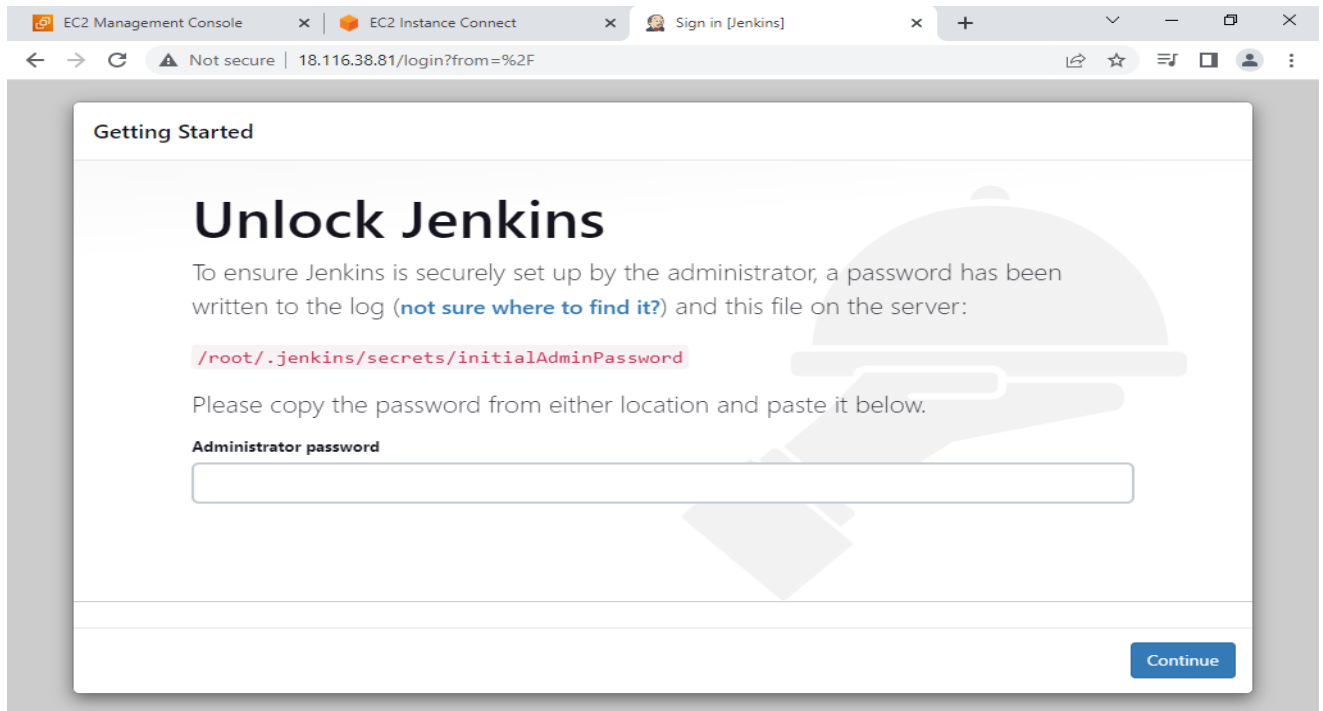 EC2 Management Console
EC2 Instance Connect
Sign in [Jenkins]
Not secure | 18.116.38.81/login?from=%2F
Getting Started
Unlock Jenkins
To ensure Jenkins is securely set up by the administrator, a password has been
written to the log (not sure where to find it?) and this file on the server:
/root/.jenkins/secrets/initialAdminPassword
Please copy the password from either location and paste it below.
Administrator password
Continue